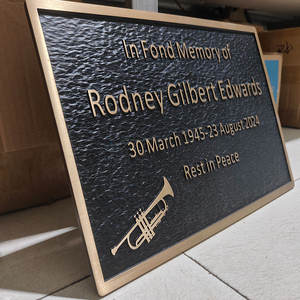 In Fond Memory of
Rodney Gilbert Edwards
30 March 1945-23 August 2024
Rest in Peace